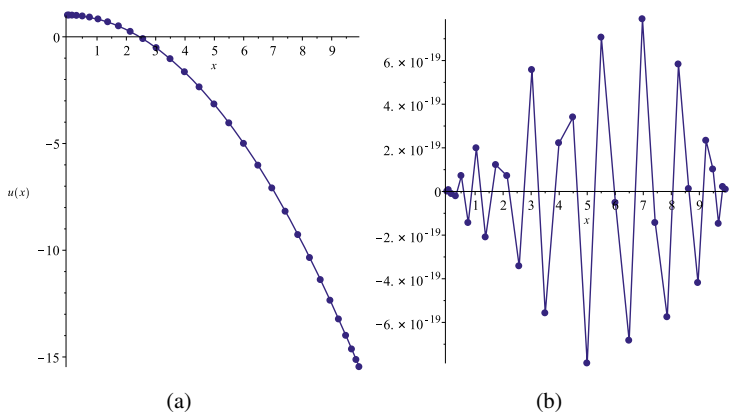 0
1 2 3 4 5 6 7 8 9
x
−5
u(x)
−10
−15
(a)
6. × 10⁻¹⁹
4. × 10⁻¹⁹
2. × 10⁻¹⁹
0
1 2 3 4 5 6 7 8 9
x
−2. × 10⁻¹⁹
−4. × 10⁻¹⁹
−6. × 10⁻¹⁹
(b)